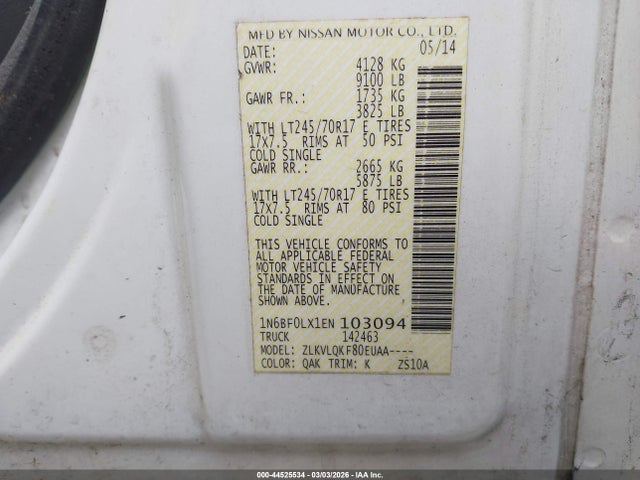 MFD BY NISSAN MOTOR CO., LTD.
DATE: 05/14
GVWR: 4128 KG
9100 LB
GAWR FR.: 1735 KG
3825 LB
WITH LT245/70R17 E TIRES
17X7.5 RIMS AT 50 PSI
COLD SINGLE
GAWR RR.: 2665 KG
5875 LB
WITH LT245/70R17 E TIRES
17X7.5 RIMS AT 80 PSI
COLD SINGLE
THIS VEHICLE CONFORMS TO
ALL APPLICABLE FEDERAL
MOTOR VEHICLE SAFETY
STANDARDS IN EFFECT ON
THE DATE OF MANUFACTURE
SHOWN ABOVE.
1N6BF0LX1EN 103094
TRUCK 142463
MODEL: ZLKVLQKF80EUAA----
COLOR: QAK TRIM: K ZS10A
000-44525534 - 03/03/2026 - IAA Inc.